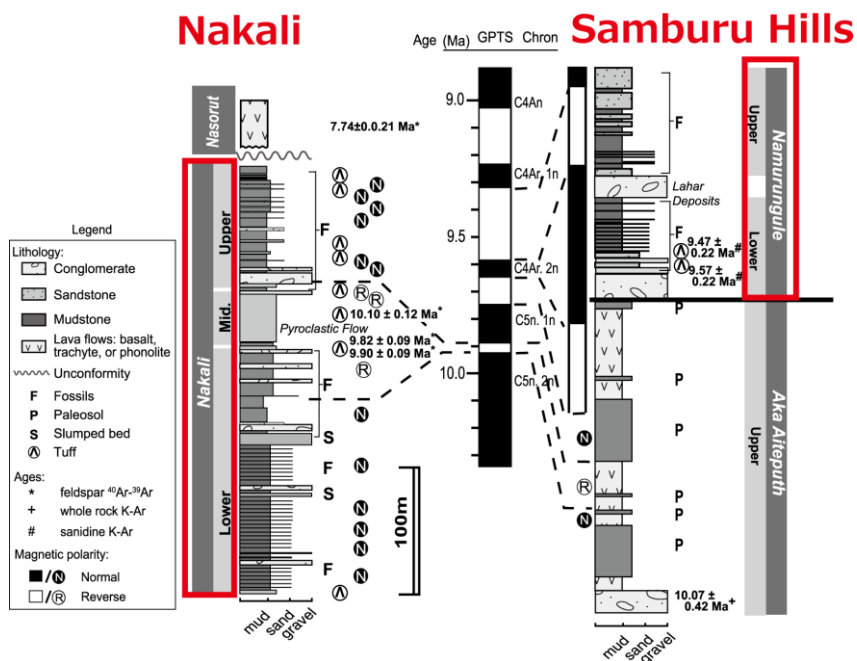 Nakali
Samburu Hills
Age (Ma) GPTS Chron
Nasorut
7.74±0.0.21 Ma*
Nakali
Upper
Mid.
Lower
F
N
N
N
N
N
N
R
R
10.10 ± 0.12 Ma*
Pyroclastic Flow
9.82 ± 0.09 Ma*
9.90 ± 0.09 Ma*
R
F
N
S
F
N
S
N
N
N
F
N
100m
mud
sand
gravel
Legend
Lithology:
Conglomerate
Sandstone
Mudstone
Lava flows: basalt,
trachyte, or phonolite
Unconformity
F Fossils
P Paleosol
S Slumped bed
Tuff
Ages:
* feldspar 40Ar-39Ar
+ whole rock K-Ar
# sanidine K-Ar
Magnetic polarity:
/N Normal
/R Reverse
9.0
9.5
10.0
C4An
C4Ar. 1n
C4Ar. 2n
C5n. 1n
C5n. 2n
N
R
N
F
Lahar
Deposits
F
9.47 ±
0.22 Ma#
9.57 ±
0.22 Ma#
P
P
P
P
P
P
10.07 ±
0.42 Ma+
mud
sand
gravel
Upper
Lower
Namurungule
Upper
Aka Aiteputh